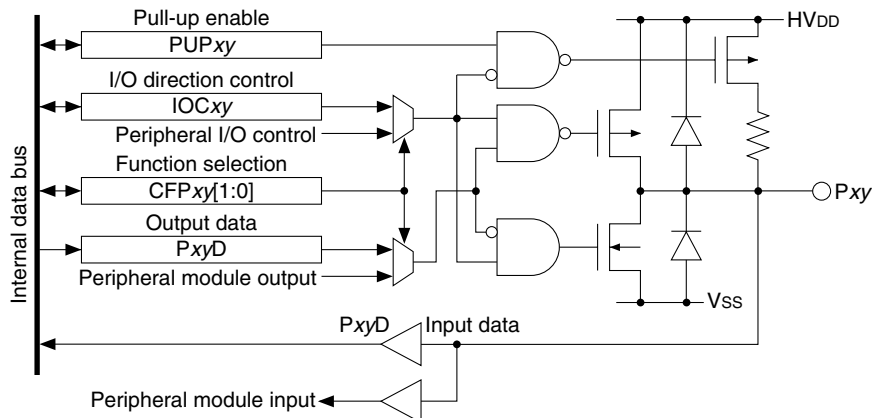 Pull-up enable
PUPxy
HVDD
I/O direction control
IOCxy
Peripheral I/O control
Function selection
CFPxy[1:0]
Pxy
Output data
PxyD
Peripheral module output
Internal data bus
VSS
PxyD
Input data
Peripheral module input